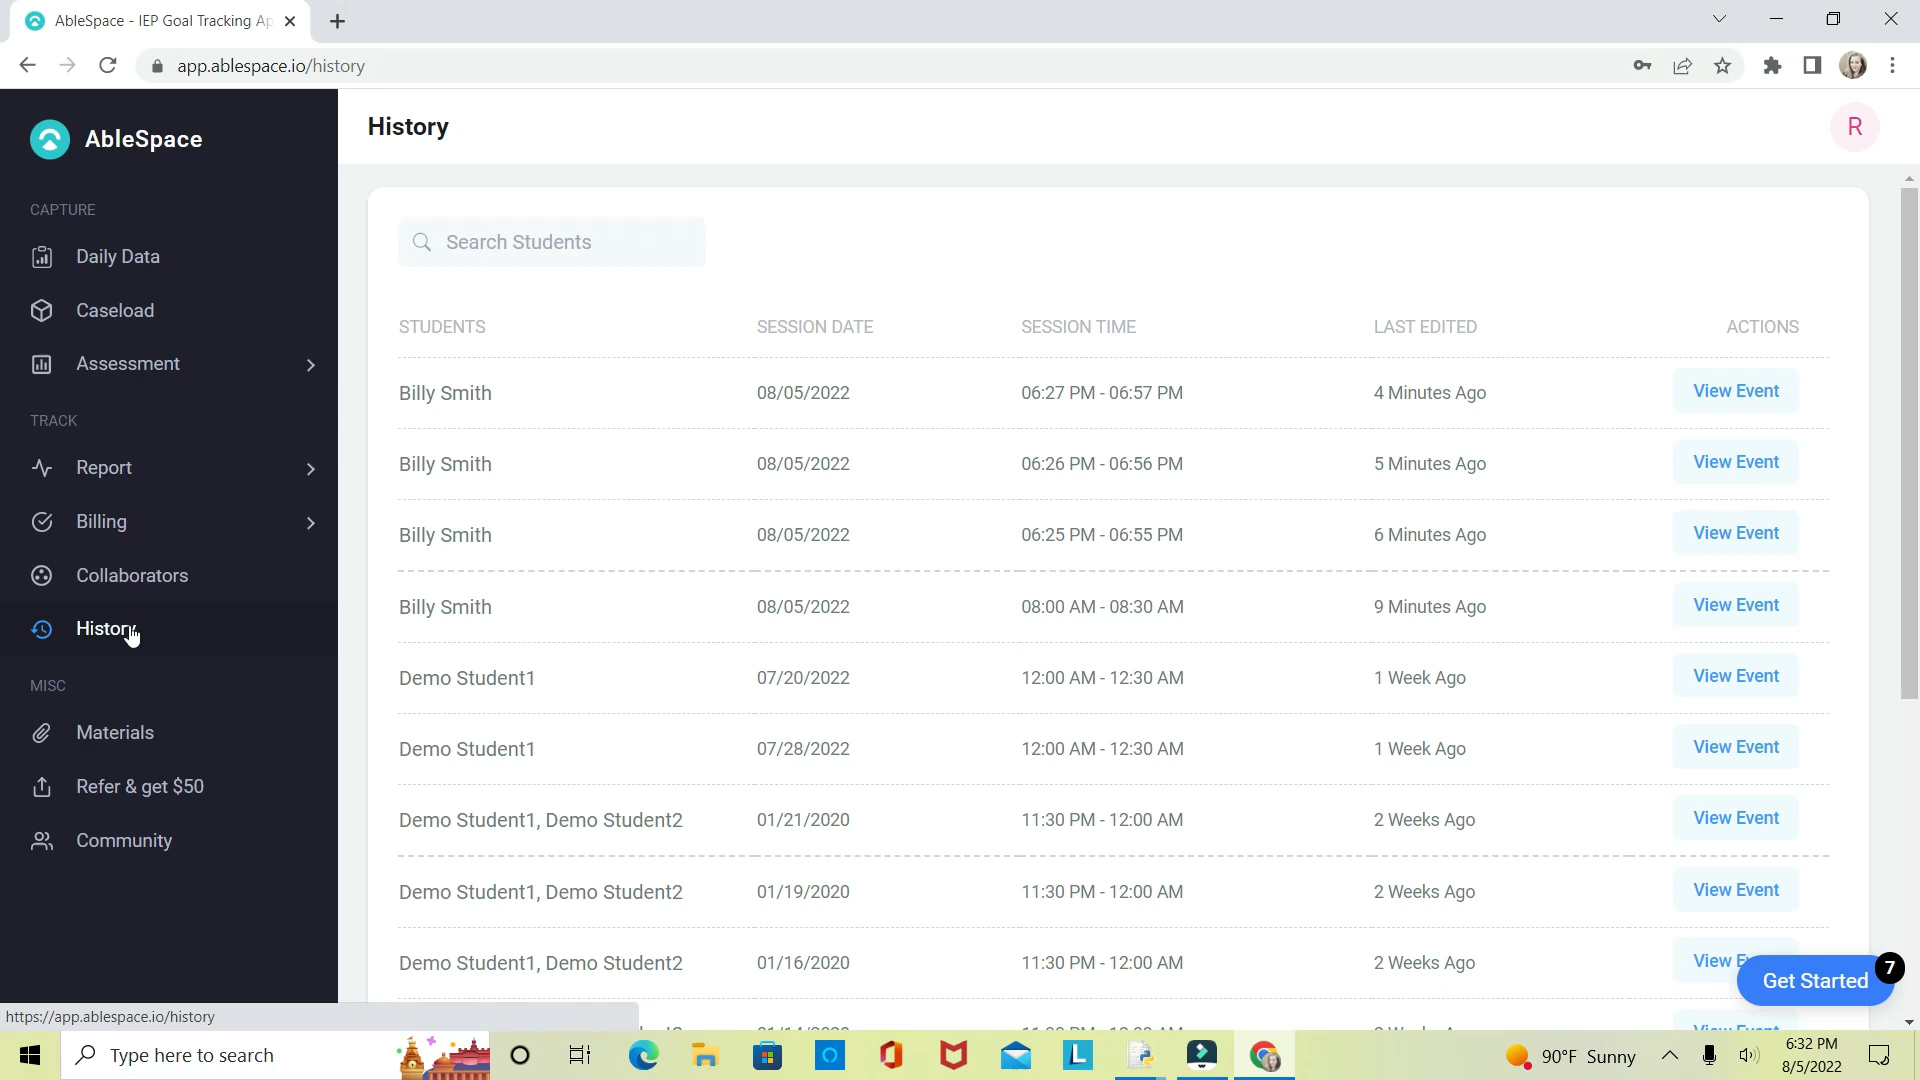 AbleSpace - IEP Goal Tracking Ap
app.ablespace.io/history
AbleSpace
History
R
CAPTURE
Daily Data
Caseload
Assessment
TRACK
Report
Billing
Collaborators
History
MISC
Materials
Refer & get $50
Community
Search Students
STUDENTS SESSION DATE SESSION TIME LAST EDITED ACTIONS
Billy Smith 08/05/2022 06:27 PM - 06:57 PM 4 Minutes Ago View Event
Billy Smith 08/05/2022 06:26 PM - 06:56 PM 5 Minutes Ago View Event
Billy Smith 08/05/2022 06:25 PM - 06:55 PM 6 Minutes Ago View Event
Billy Smith 08/05/2022 08:00 AM - 08:30 AM 9 Minutes Ago View Event
Demo Student1 07/20/2022 12:00 AM - 12:30 AM 1 Week Ago View Event
Demo Student1 07/28/2022 12:00 AM - 12:30 AM 1 Week Ago View Event
Demo Student1, Demo Student2 01/21/2020 11:30 PM - 12:00 AM 2 Weeks Ago View Event
Demo Student1, Demo Student2 01/19/2020 11:30 PM - 12:00 AM 2 Weeks Ago View Event
Demo Student1, Demo Student2 01/16/2020 11:30 PM - 12:00 AM 2 Weeks Ago View
Get Started 7
https://app.ablespace.io/history
Type here to search
L
90°F Sunny
6:32 PM
8/5/2022